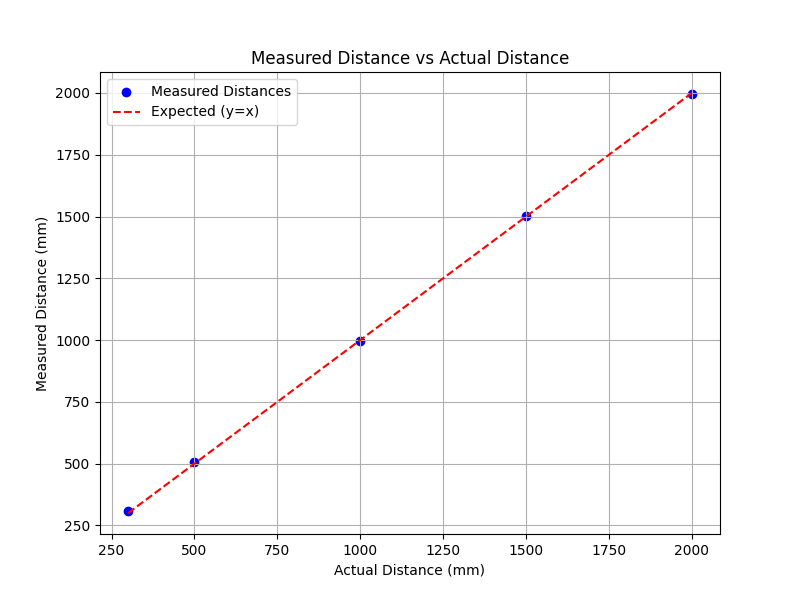 Measured Distance vs Actual Distance
Measured Distances
Expected (y=x)
Measured Distance (mm)
2000
1750
1500
1250
1000
750
500
250
250 500 750 1000 1250 1500 1750 2000
Actual Distance (mm)